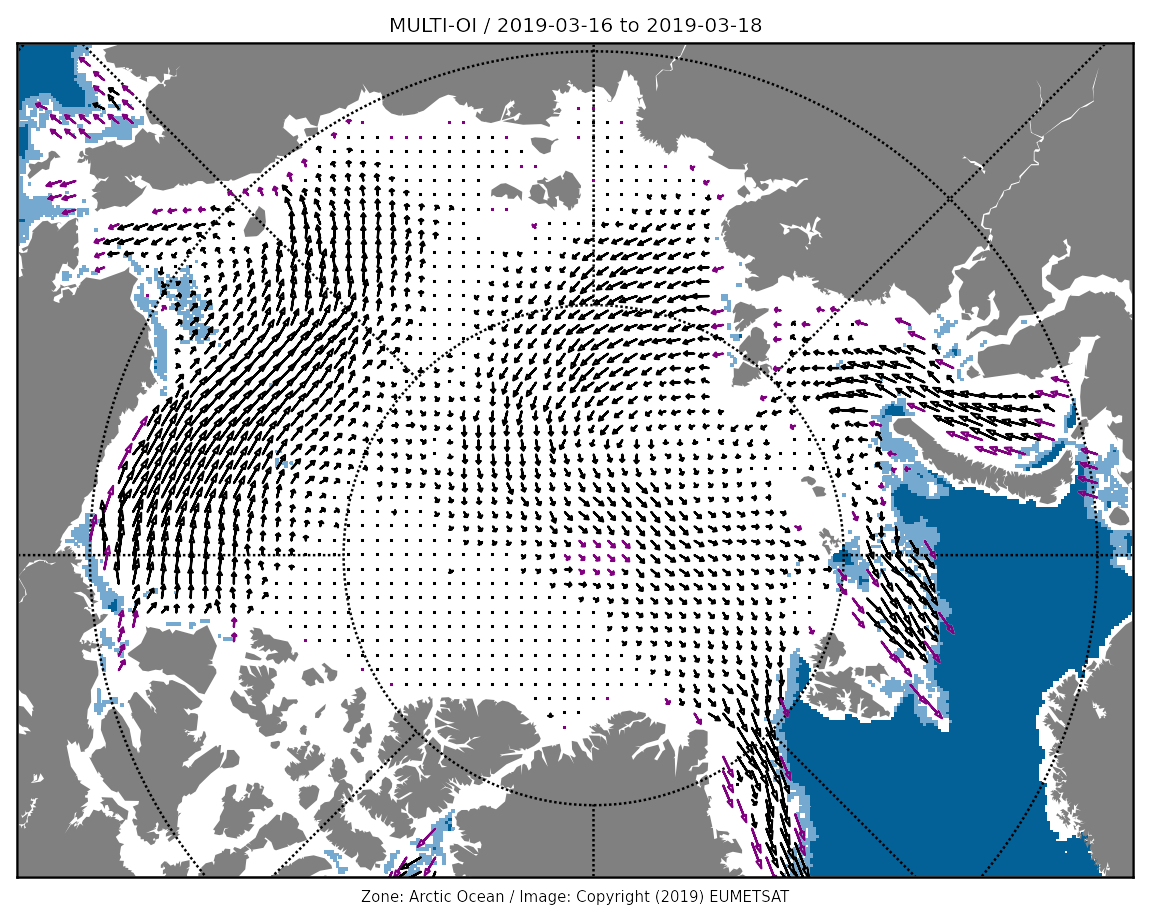 MULTI-OI / 2019-03-16 to 2019-03-18
Zone: Arctic Ocean / Image: Copyright (2019) EUMETSAT